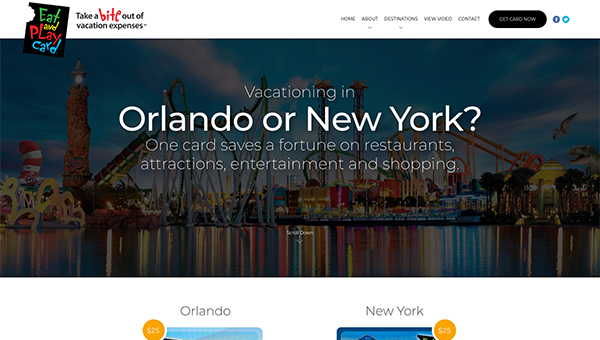 Eat
and
PLay
Card
Take a bite out of
vacation expenses™
HOME
ABOUT
DESTINATIONS
VIEW VIDEO
CONTACT
GET CARD NOW
Vacationing in
Orlando or New York?
One card saves a fortune on restaurants,
attractions, entertainment and shopping.
Scroll Down
Orlando
New York
$25
$25